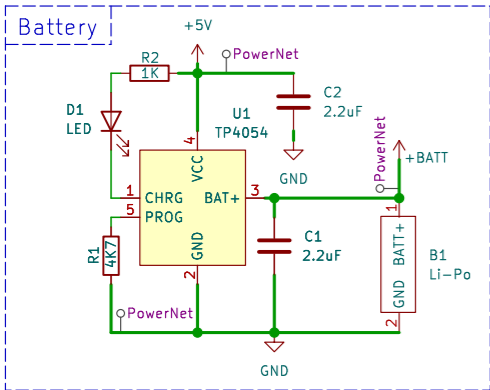 Battery
+5V
PowerNet
R2
1K
D1
LED
C2
2.2uF
U1
TP4054
4
VCC
GND
PowerNet
+BATT
1
CHRG
BAT+
3
5
PROG
1
BATT+
R1
4K7
GND
2
C1
2.2uF
B1
Li-Po
GND
2
PowerNet
GND